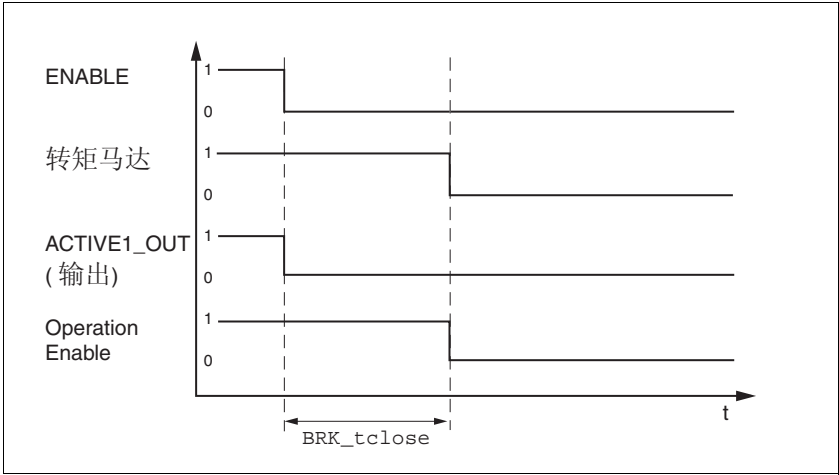 ENABLE
1
0
转矩马达
1
0
ACTIVE1_OUT
(输出)
1
0
Operation
Enable
1
0
t
BRK_tclose